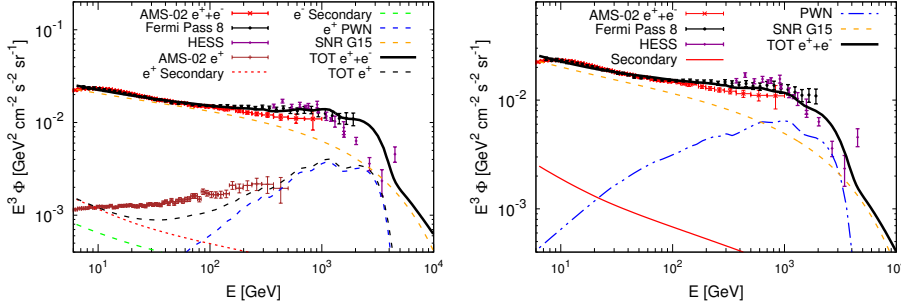 AMS-02 e⁺+e⁻
Fermi Pass 8
HESS
AMS-02 e⁺
e⁺ Secondary
e⁻ Secondary
e⁺ PWN
SNR G15
TOT e⁺+e⁻
TOT e⁺
10⁻¹
10⁻²
10⁻³
E³ Φ [GeV² cm⁻² s⁻² sr⁻¹]
10¹ 10² 10³ 10⁴
E [GeV]
AMS-02 e⁺+e⁻
Fermi Pass 8
HESS
Secondary
PWN
SNR G15
TOT e⁺+e⁻
10⁻²
10⁻³
E³ Φ [GeV² cm⁻² s⁻² sr⁻¹]
10¹ 10² 10³ 10⁴
E [GeV]